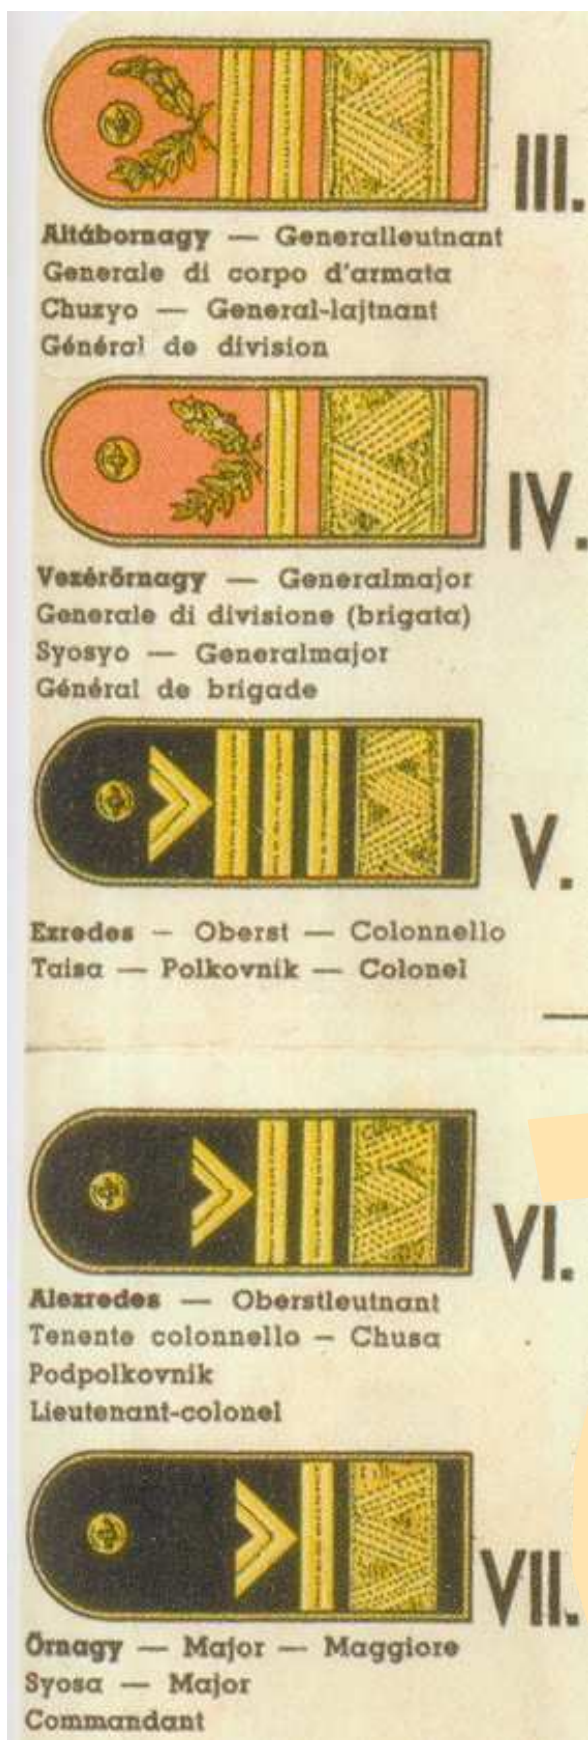 III.
Altábornagy — Generalleutnant
Generale di corpo d'armata
Chuzyo — General-lajtnant
Général de division
IV.
Vezérőrnagy — Generalmajor
Generale di divisione (brigata)
Syosyo — Generalmajor
Général de brigade
V.
Ezredes — Oberst — Colonnello
Taisa — Polkovnik — Colonel
VI.
Alezredes — Oberstleutnant
Tenente colonnello — Chusa
Podpolkovnik
Lieutenant-colonel
VII.
Őrnagy — Major — Maggiore
Syosa — Major
Commandant